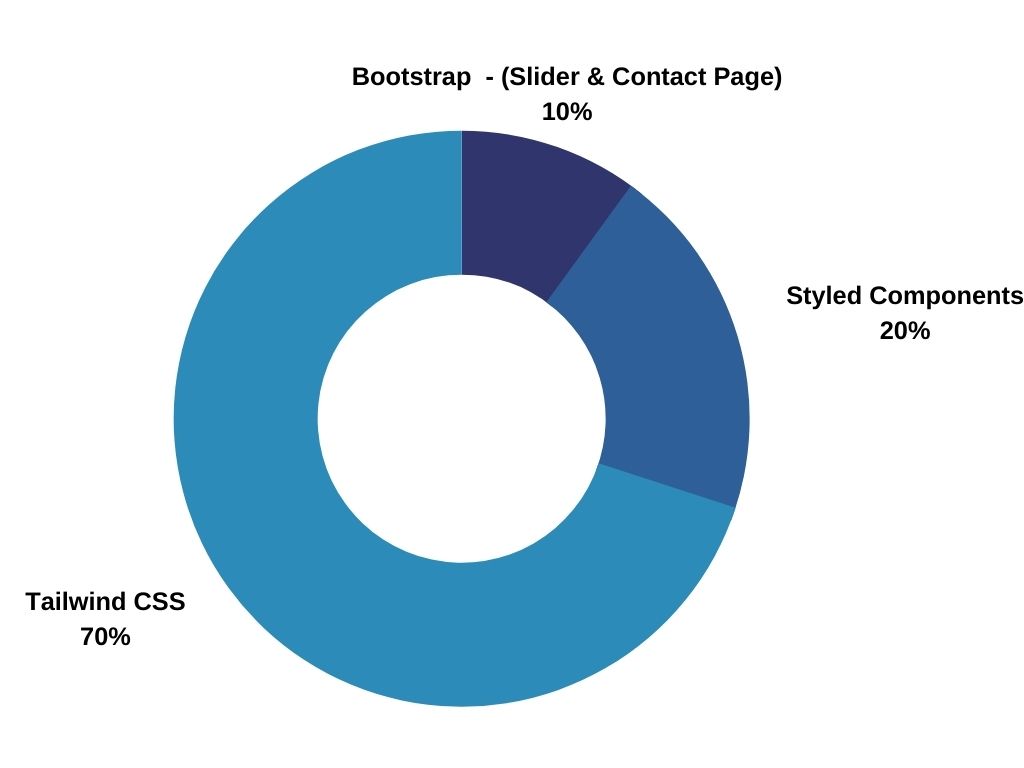 Bootstrap  - (Slider & Contact Page)
10%
Styled Components
20%
Tailwind CSS
70%